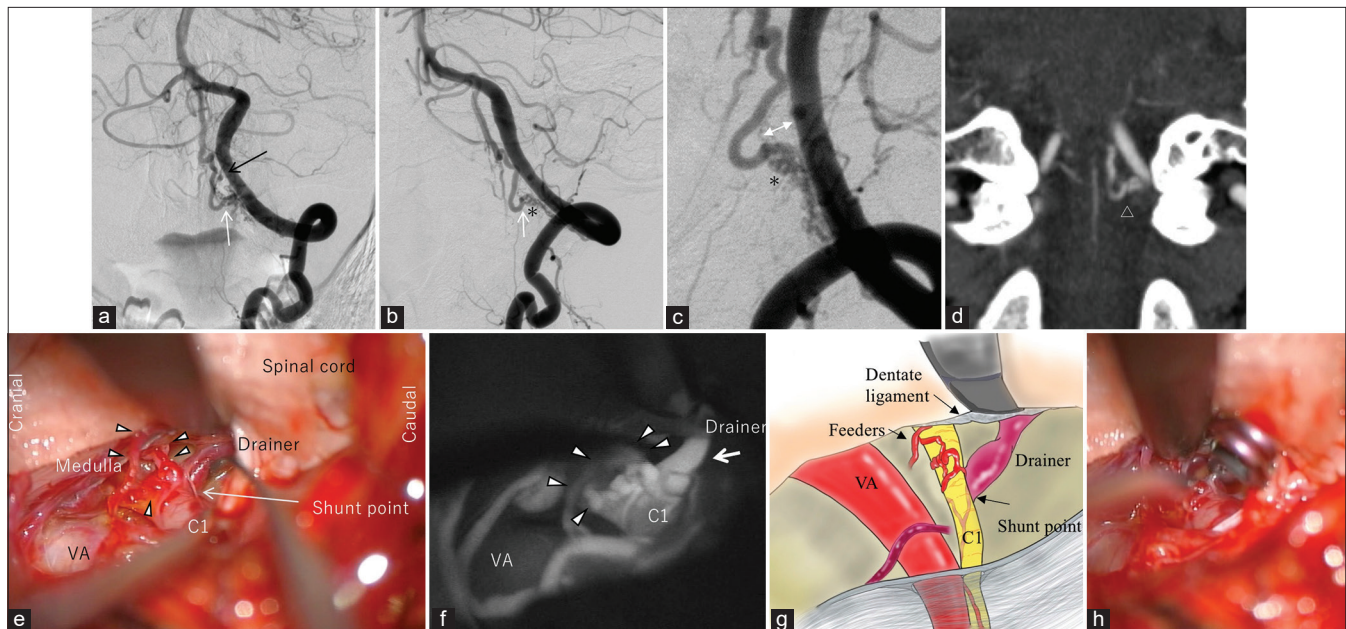 a
*
b
*
c
d
Cranial
Spinal cord
Caudal
Drainer
Medulla
Shunt point
C1
VA
e
Drainer
C1
VA
f
Dentate
ligament
Feeders
VA
Drainer
Shunt point
C1
g
h